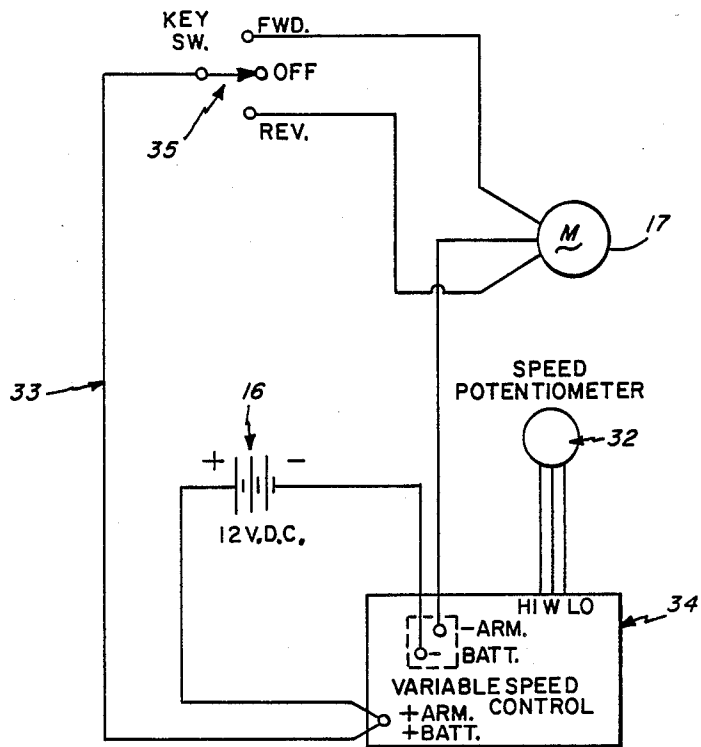 KEY
SW.
FWD.
OFF
REV.
35
M
17
33
16
+
-
12V.D.C.
SPEED
POTENTIOMETER
32
HI W LO
34
-ARM.
- BATT.
VARIABLE SPEED
CONTROL
+ARM.
+BATT.